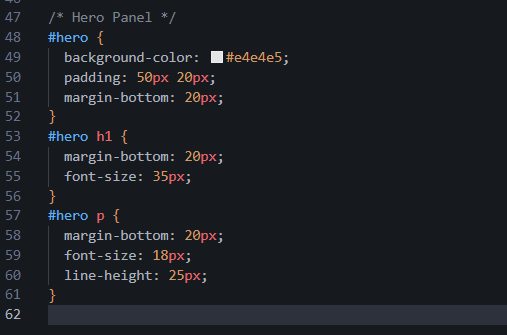 47 /* Hero Panel */
48 #hero {
49 background-color: #e4e4e5;
50 padding: 50px 20px;
51 margin-bottom: 20px;
52 }
53 #hero h1 {
54 margin-bottom: 20px;
55 font-size: 35px;
56 }
57 #hero p {
58 margin-bottom: 20px;
59 font-size: 18px;
60 line-height: 25px;
61 }
62